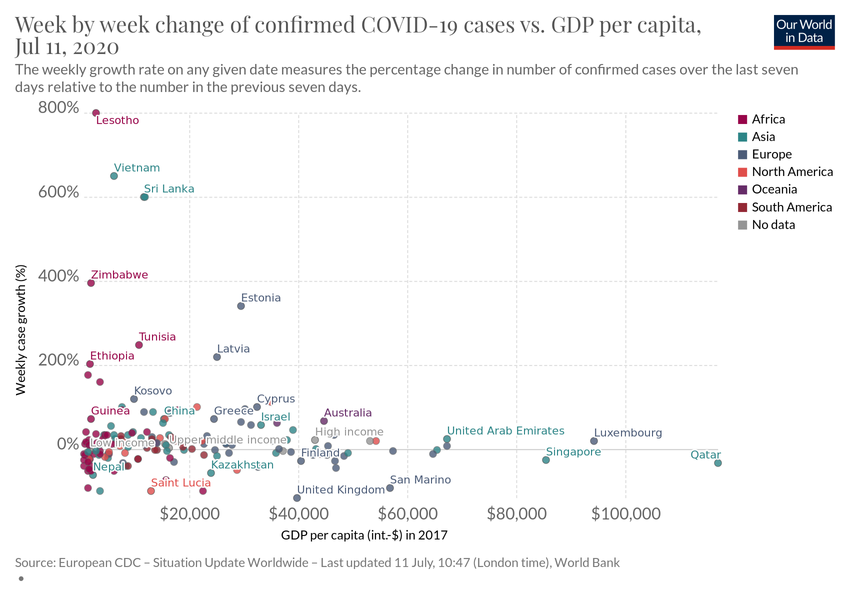 Week by week change of confirmed COVID-19 cases vs. GDP per capita,
Jul 11, 2020
Our World
in Data
The weekly growth rate on any given date measures the percentage change in number of confirmed cases over the last seven
days relative to the number in the previous seven days.
800%
Lesotho
Africa
Asia
Europe
North America
Oceania
South America
No data
Vietnam
Sri Lanka
600%
Zimbabwe
400%
Estonia
Tunisia
Latvia
Ethiopia
200%
Kosovo
Cyprus
Guinea
China
Greece
Israel
Australia
High income
United Arab Emirates
Luxembourg
Low income
Upper middle income
0%
Finland
Singapore
Qatar
Nepal
Kazakhstan
Saint Lucia
San Marino
United Kingdom
Weekly case growth (%)
$20,000
$40,000
$60,000
$80,000
$100,000
GDP per capita (int.-$) in 2017
Source: European CDC – Situation Update Worldwide – Last updated 11 July, 10:47 (London time), World Bank